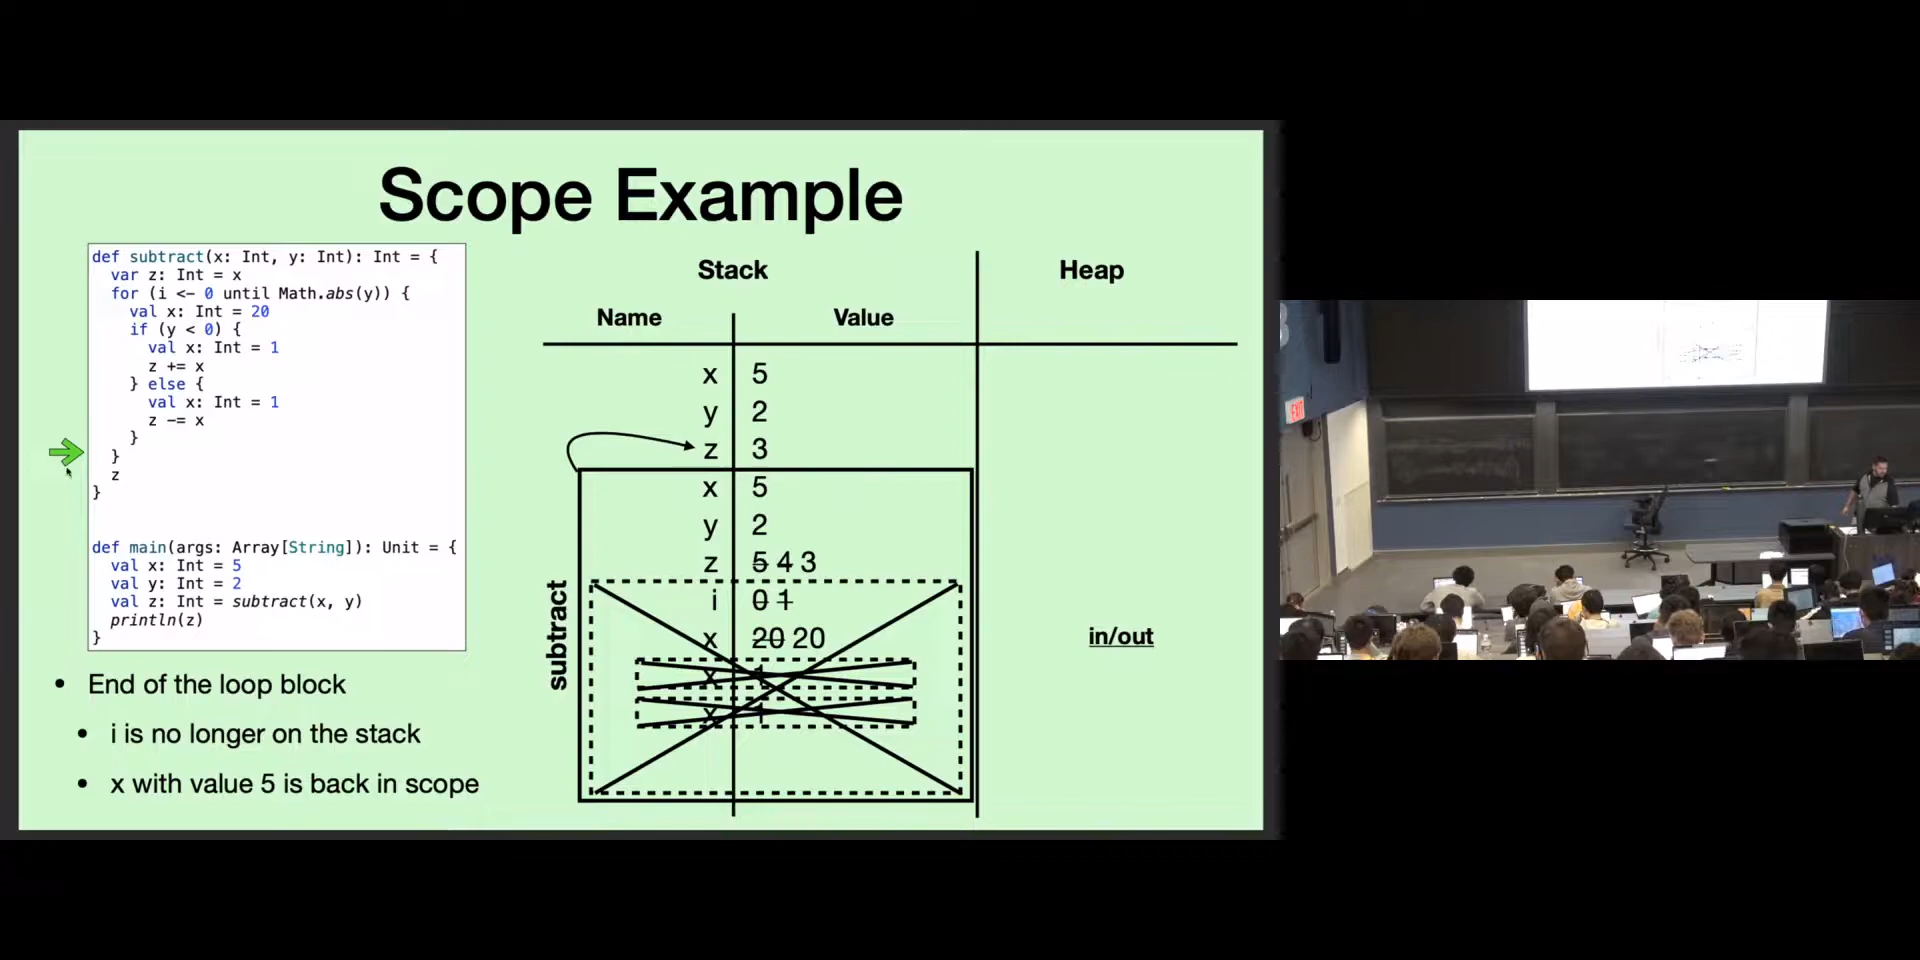 Scope Example
def subtract(x: Int, y: Int): Int = {
  var z: Int = x
  for (i <- 0 until Math.abs(y)) {
    val x: Int = 20
    if (y < 0) {
      val x: Int = 1
      z += x
    } else {
      val x: Int = 1
      z -= x
    }
  }
  z
}
def main(args: Array[String]): Unit = {
  val x: Int = 5
  val y: Int = 2
  val z: Int = subtract(x, y)
  println(z)
}
• End of the loop block
• i is no longer on the stack
• x with value 5 is back in scope
Stack
Heap
Name Value
x 5
y 2
z 3
x 5
y 2
z 5 4 3
i 0 1
x 20 20
x 1
x 1
subtract
in/out
EXIT